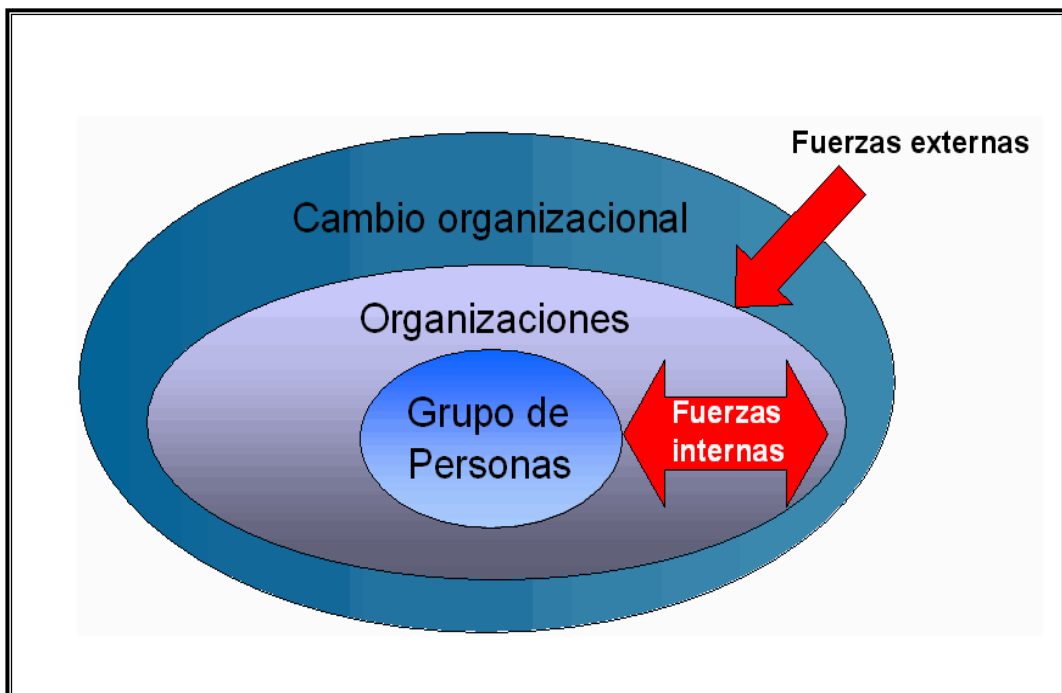 Fuerzas externas
Cambio organizacional
Organizaciones
Grupo de
Personas
Fuerzas
internas